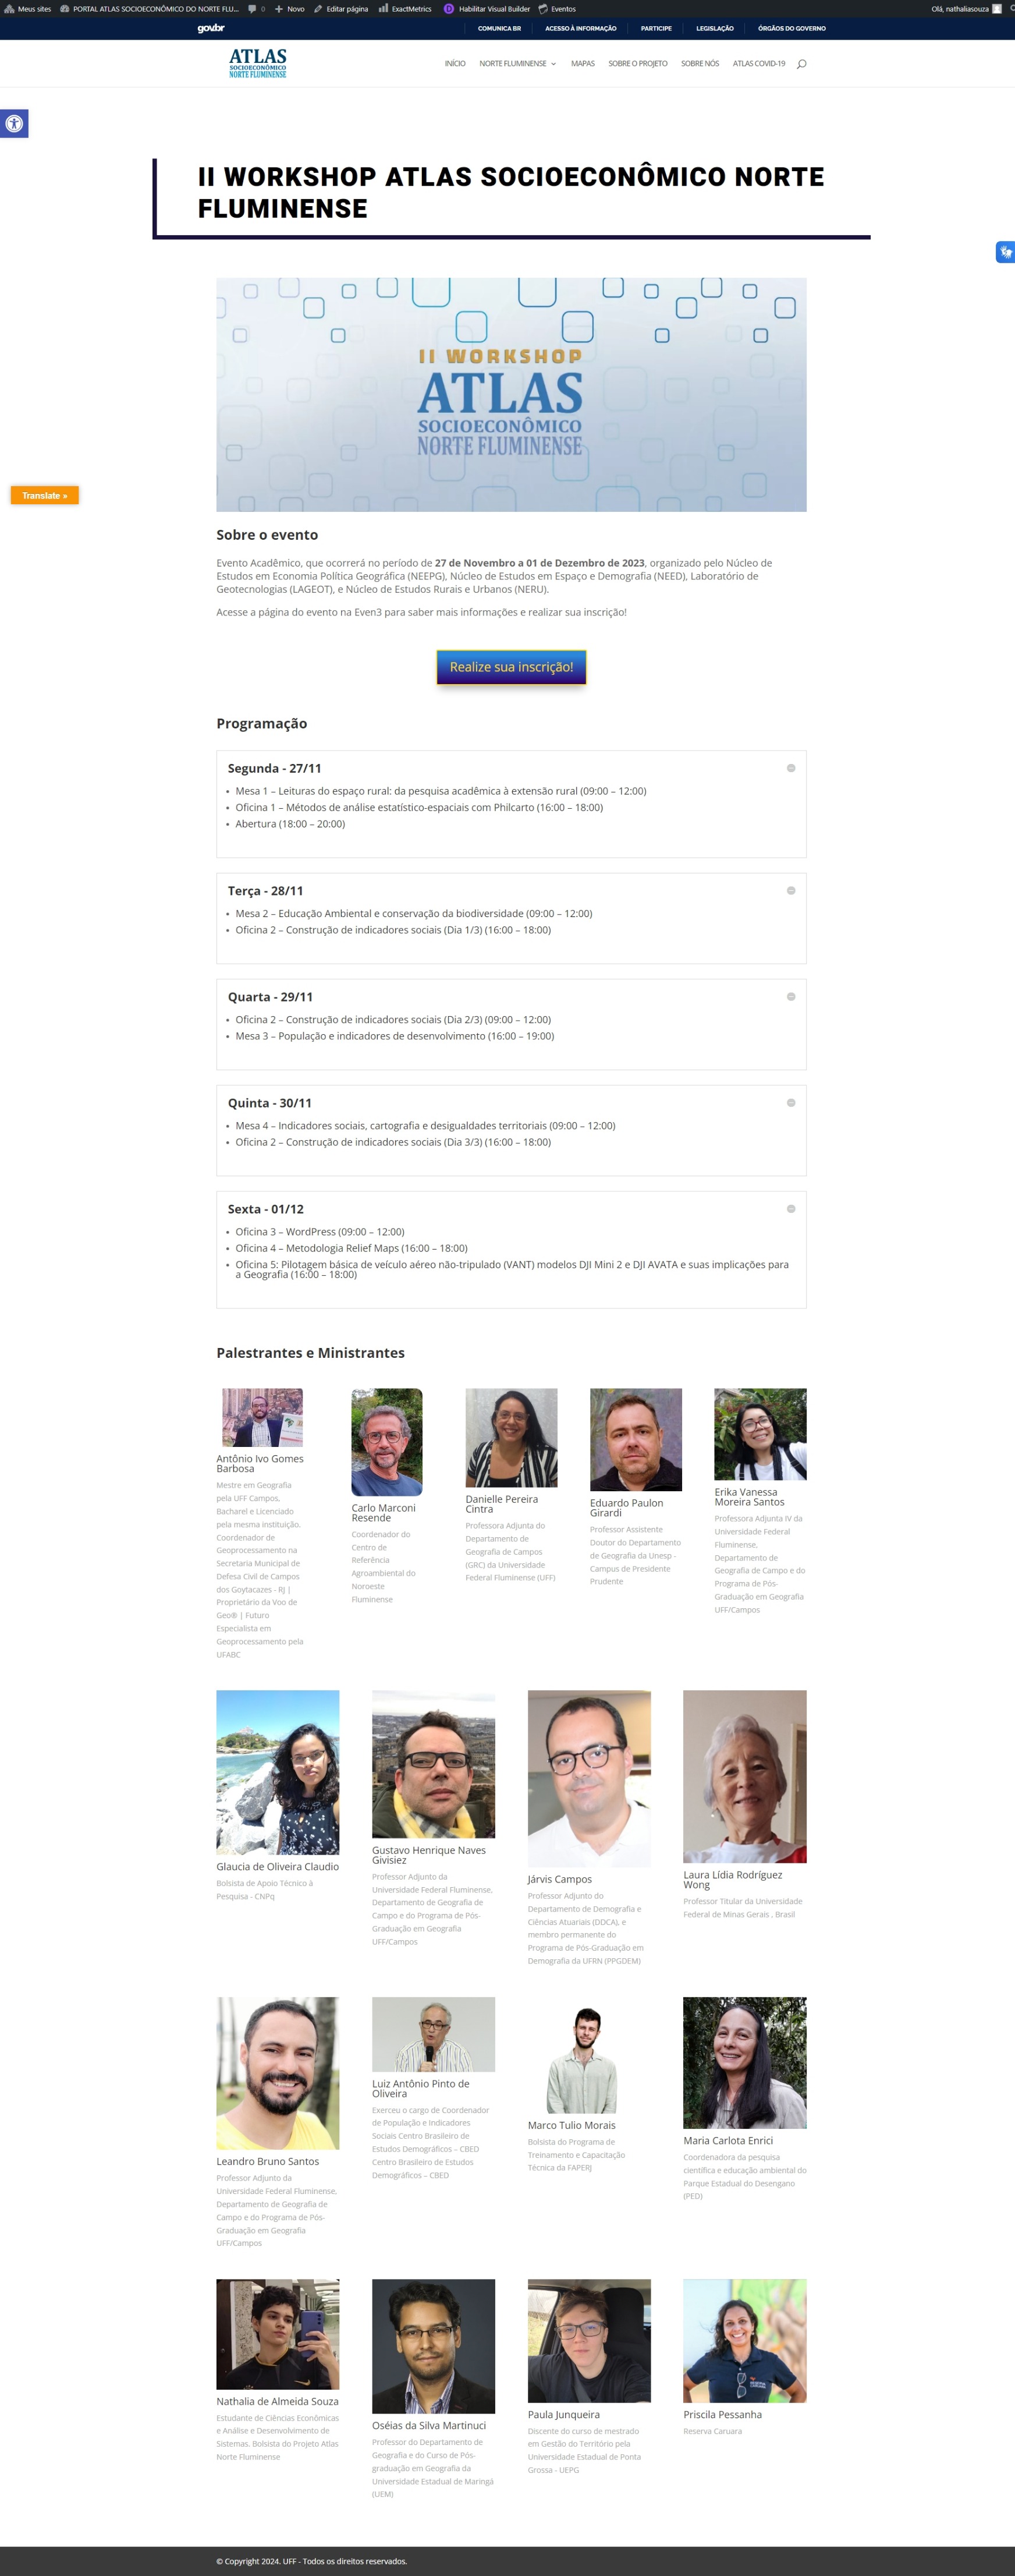 Meus sites PORTAL ATLAS SOCIOECONÔMICO DO NORTE FLU... 0 Novo Editar página ExactMetrics Habilitar Visual Builder Eventos Olá, nathaliasouza
govbr COMUNICA BR ACESSO À INFORMAÇÃO PARTICIPE LEGISLAÇÃO ÓRGÃOS DO GOVERNO
ATLAS
SOCIOECONÔMICO
NORTE FLUMINENSE
INÍCIO NORTE FLUMINENSE MAPAS SOBRE O PROJETO SOBRE NÓS ATLAS COVID-19
II WORKSHOP ATLAS SOCIOECONÔMICO NORTE
FLUMINENSE
II WORKSHOP
ATLAS
SOCIOECONÔMICO
NORTE FLUMINENSE
Translate »
Sobre o evento
Evento Acadêmico, que ocorrerá no período de 27 de Novembro a 01 de Dezembro de 2023, organizado pelo Núcleo de
Estudos em Economia Política Geográfica (NEEPG), Núcleo de Estudos em Espaço e Demografia (NEED), Laboratório de
Geotecnologias (LAGEOT), e Núcleo de Estudos Rurais e Urbanos (NERU).
Acesse a página do evento na Even3 para saber mais informações e realizar sua inscrição!
Realize sua inscrição!
Programação
Segunda - 27/11
• Mesa 1 – Leituras do espaço rural: da pesquisa acadêmica à extensão rural (09:00 – 12:00)
• Oficina 1 – Métodos de análise estatístico-espaciais com Philcarto (16:00 – 18:00)
• Abertura (18:00 – 20:00)
Terça - 28/11
• Mesa 2 – Educação Ambiental e conservação da biodiversidade (09:00 – 12:00)
• Oficina 2 – Construção de indicadores sociais (Dia 1/3) (16:00 – 18:00)
Quarta - 29/11
• Oficina 2 – Construção de indicadores sociais (Dia 2/3) (09:00 – 12:00)
• Mesa 3 – População e indicadores de desenvolvimento (16:00 – 19:00)
Quinta - 30/11
• Mesa 4 – Indicadores sociais, cartografia e desigualdades territoriais (09:00 – 12:00)
• Oficina 2 – Construção de indicadores sociais (Dia 3/3) (16:00 – 18:00)
Sexta - 01/12
• Oficina 3 – WordPress (09:00 – 12:00)
• Oficina 4 – Metodologia Relief Maps (16:00 – 18:00)
• Oficina 5: Pilotagem básica de veículo aéreo não-tripulado (VANT) modelos DJI Mini 2 e DJI AVATA e suas implicações para
a Geografia (16:00 – 18:00)
Palestrantes e Ministrantes
Antônio Ivo Gomes
Barbosa
Mestre em Geografia
pela UFF Campos.
Bacharel e Licenciado
pela mesma instituição.
Coordenador de
Geoprocessamento na
Secretaria Municipal de
Defesa Civil de Campos
dos Goytacazes - RJ |
Proprietário da Voo de
Geo® | Futuro
Especialista em
Geoprocessamento pela
UFABC
Carlo Marconi
Resende
Coordenador do
Centro de
Referência
Agroambiental do
Noroeste
Fluminense
Danielle Pereira
Cintra
Professora Adjunta do
Departamento de
Geografia de Campos
(GRC) da Universidade
Federal Fluminense (UFF)
Eduardo Paulon
Girardi
Professor Assistente
Doutor do Departamento
de Geografia da Unesp -
Campus de Presidente
Prudente
Erika Vanessa
Moreira Santos
Professora Adjunta IV da
Universidade Federal
Fluminense,
Departamento de
Geografia de Campo e do
Programa de Pós-
Graduação em Geografia
UFF/Campos
Glaucia de Oliveira Claudio
Bolsista de Apoio Técnico à
Pesquisa - CNPq
Gustavo Henrique Naves
Givisiez
Professor Adjunto da
Universidade Federal Fluminense,
Departamento de Geografia de
Campo e do Programa de Pós-
Graduação em Geografia
UFF/Campos
Járvis Campos
Professor Adjunto do
Departamento de Demografia e
Ciências Atuariais (DDCA), e
membro permanente do
Programa de Pós-Graduação em
Demografia da UFRN (PPGDEM)
Laura Lídia Rodríguez
Wong
Professor Titular da Universidade
Federal de Minas Gerais , Brasil
Leandro Bruno Santos
Professor Adjunto da
Universidade Federal Fluminense,
Departamento de Geografia de
Campo e do Programa de Pós-
Graduação em Geografia
UFF/Campos
Luiz Antônio Pinto de
Oliveira
Exerceu o cargo de Coordenador
de População e Indicadores
Sociais Centro Brasileiro de
Estudos Demográficos – CBED
Centro Brasileiro de Estudos
Demográficos – CBED
Marco Tulio Morais
Bolsista do Programa de
Treinamento e Capacitação
Técnica da FAPERJ
Maria Carlota Enrici
Coordenadora da pesquisa
científica e educação ambiental do
Parque Estadual do Desengano
(PED)
Nathalia de Almeida Souza
Estudante de Ciências Econômicas
e Análise e Desenvolvimento de
Sistemas. Bolsista do Projeto Atlas
Norte Fluminense
Oséias da Silva Martinuci
Professor do Departamento de
Geografia e do Curso de Pós-
graduação em Geografia da
Universidade Estadual de Maringá
(UEM)
Paula Junqueira
Discente do curso de mestrado
em Gestão do Território pela
Universidade Estadual de Ponta
Grossa - UEPG
Priscila Pessanha
Reserva Caruara
© Copyright 2024. UFF - Todos os direitos reservados.